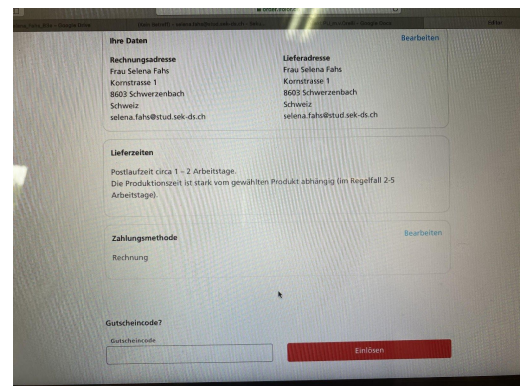 Ihre Daten
Bearbeiten
Rechnungsadresse
Frau Selena Fahs
Kornstrasse 1
8603 Schwerzenbach
Schweiz
selena.fahs@stud.sek-ds.ch
Lieferadresse
Frau Selena Fahs
Kornstrasse 1
8603 Schwerzenbach
Schweiz
selena.fahs@stud.sek-ds.ch
Lieferzeiten
Postlaufzeit circa 1 – 2 Arbeitstage.
Die Produktionszeit ist stark vom gewählten Produkt abhängig (im Regelfall 2-5
Arbeitstage).
Zahlungsmethode
Bearbeiten
Rechnung
Gutscheincode?
Gutscheincode
Einlösen